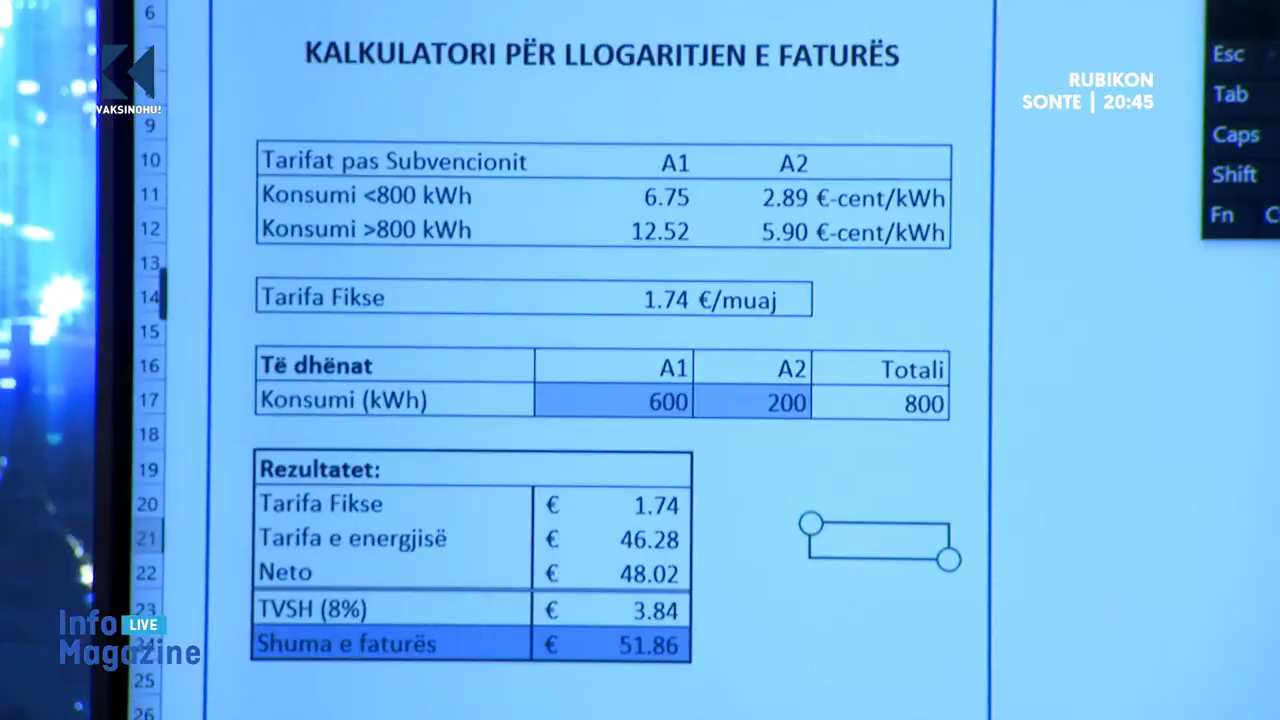 6
KALKULATORI PËR LLOGARITJEN E FATURËS
VAKSINOHU!
RUBIKON
SONTE | 20:45
Esc
Tab
Caps
Shift
Fn
9
10 Tarifat pas Subvencionit A1 A2
11 Konsumi <800 kWh 6.75 2.89 €-cent/kWh
12 Konsumi >800 kWh 12.52 5.90 €-cent/kWh
13
14 Tarifa Fikse 1.74 €/muaj
15
16 Të dhënat A1 A2 Totali
17 Konsumi (kWh) 600 200 800
18
19 Rezultatet:
20 Tarifa Fikse € 1.74
21 Tarifa e energjisë € 46.28
22 Neto € 48.02
23 TVSH (8%) € 3.84
24 Shuma e faturës € 51.86
25
26
Info LIVE
Magazine